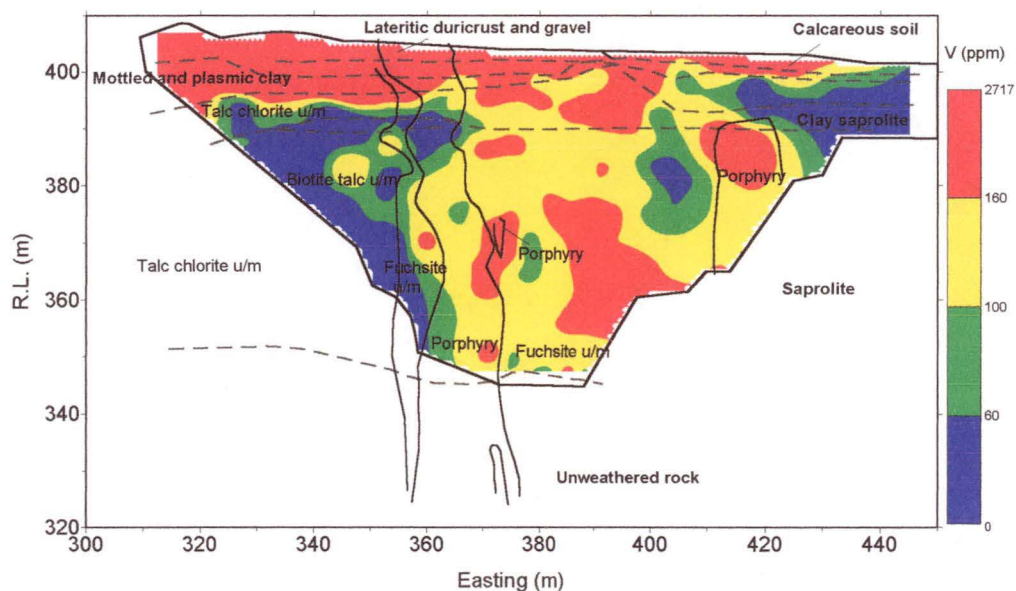 Lateritic duricrust and gravel
Calcareous soil
V (ppm)
400
Mottled and plasmic clay
2717
Talc chlorite u/m
Clay saprolite
380
Biotite talc u/m
Porphyry
160
Talc chlorite u/m
Fuchsite
u/m
Porphyry
Saprolite
R.L. (m)
360
100
Porphyry
Fuchsite u/m
340
60
Unweathered rock
320
0
300
320
340
360
380
400
420
440
Easting (m)